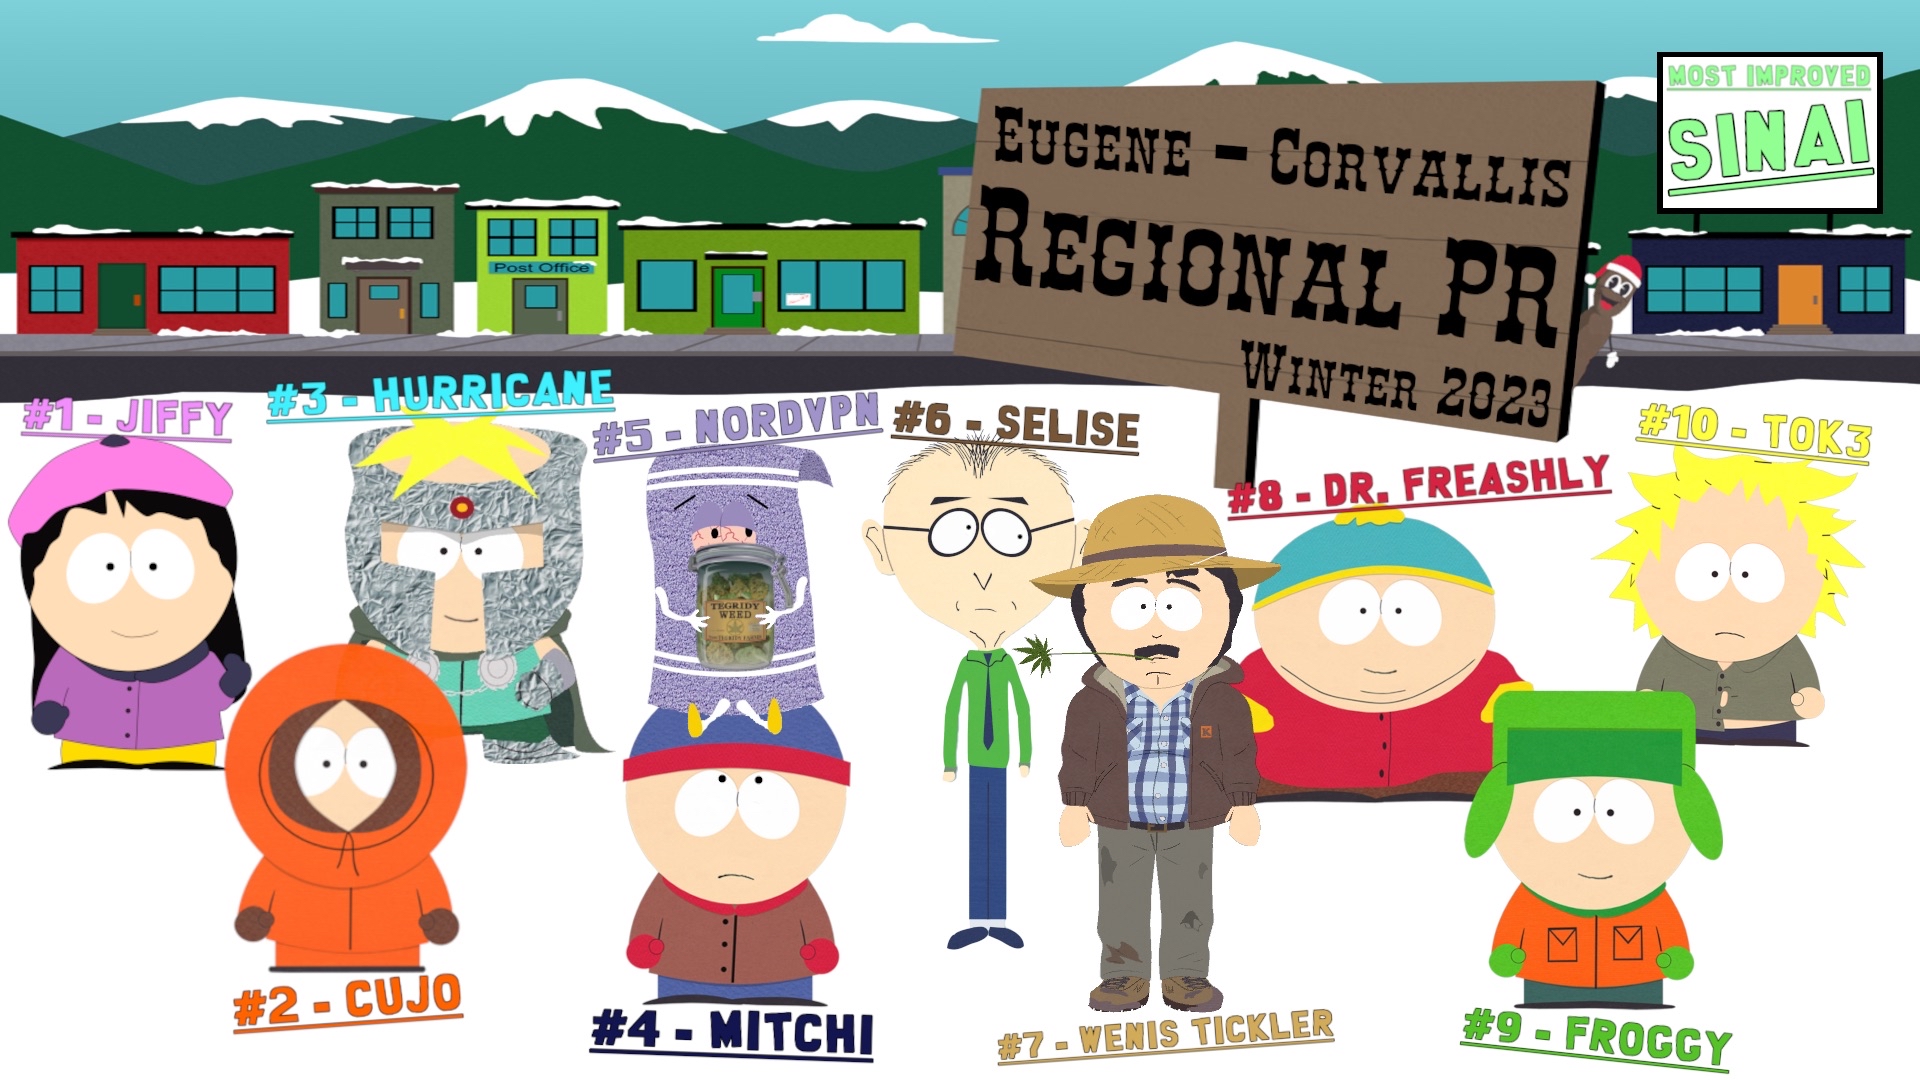 MOST IMPROVED
SINAI
EUGENE - CORVALLIS
REGIONAL PR
WINTER 2023
Post Office
#1 - JIFFY
#3 - HURRICANE
#5 - NORDVPN
#6 - SELISE
#8 - DR. FREASHLY
#10 - TOK3
TEGRIDY
WEED
#2 - CUJO
#4 - MITCHI
#7 - WENIS TICKLER
#9 - FROGGY